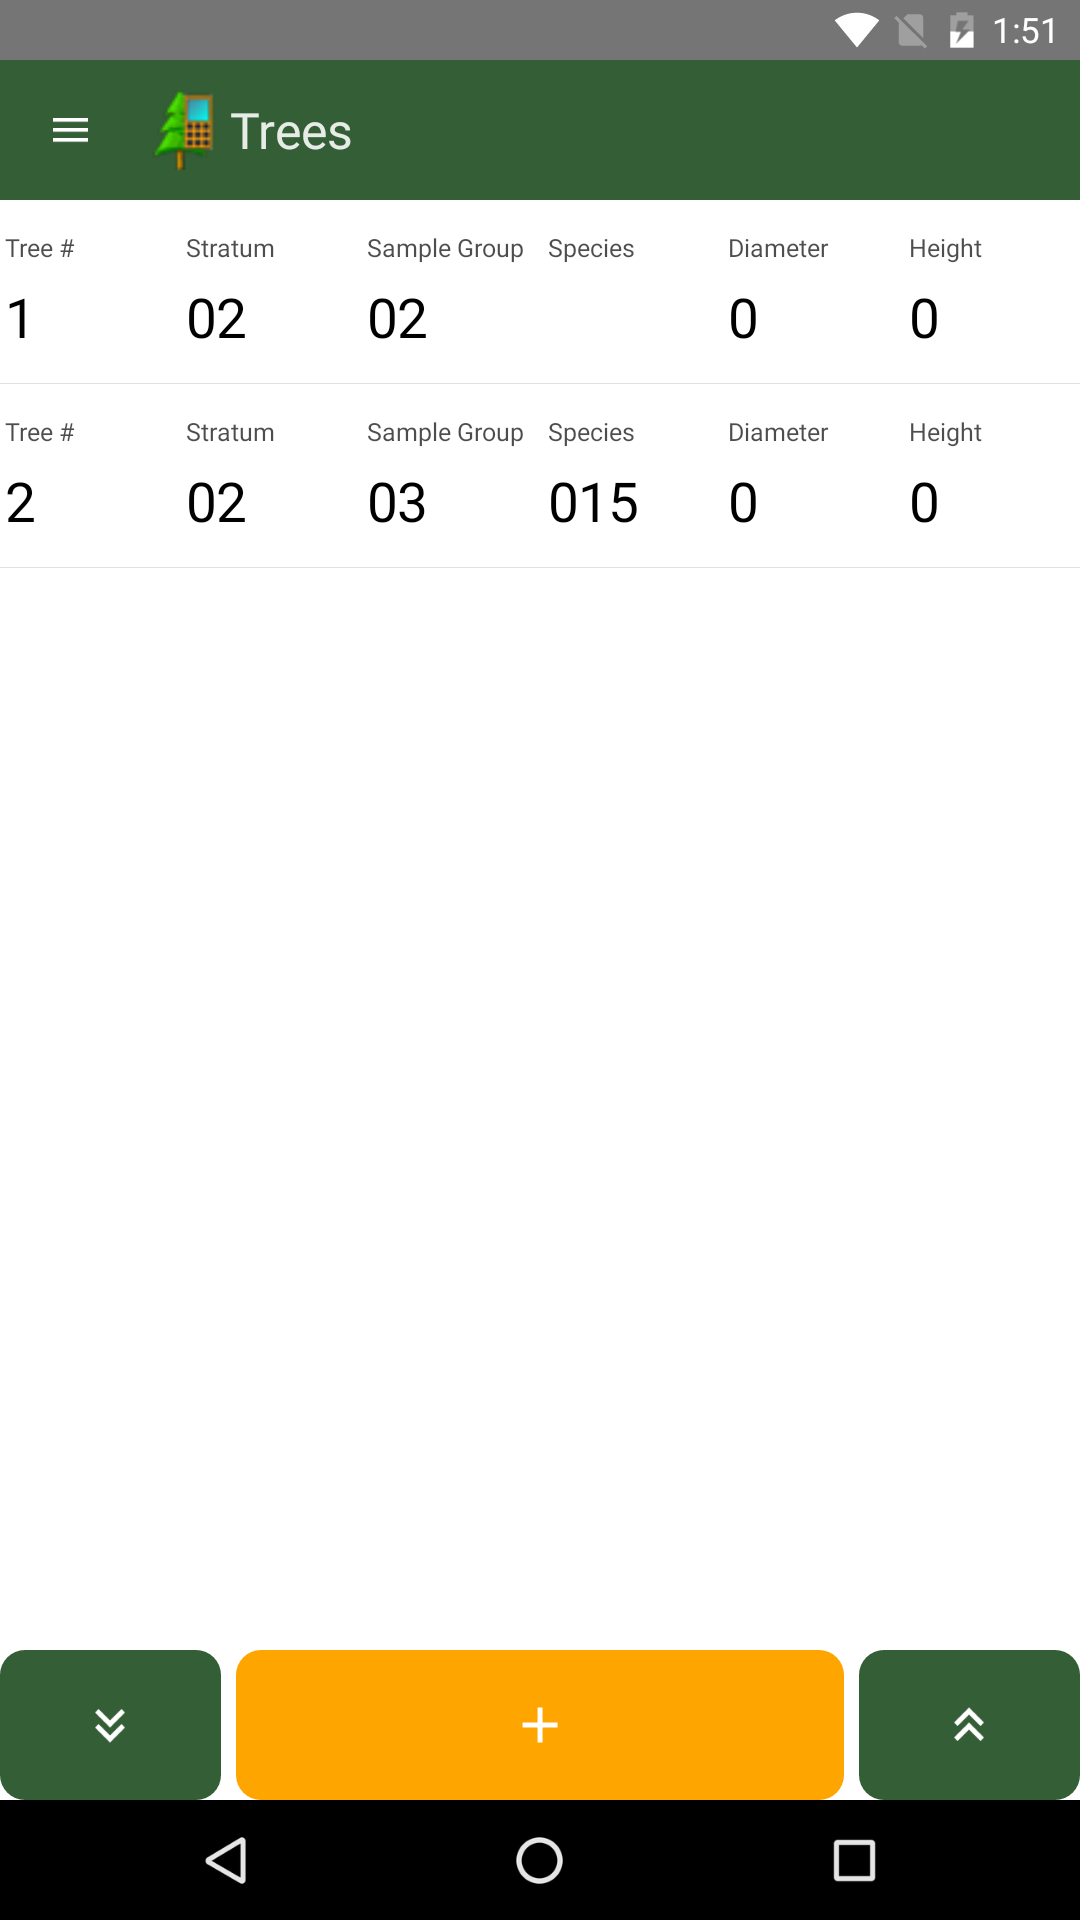 1:51
Trees
Tree # Stratum Sample Group Species Diameter Height
1 02 02 0 0
Tree # Stratum Sample Group Species Diameter Height
2 02 03 015 0 0